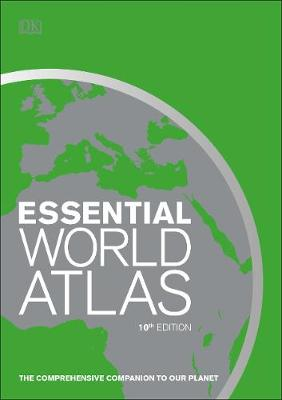 DK
ESSENTIAL
WORLD
ATLAS
10th EDITION
THE COMPREHENSIVE COMPANION TO OUR PLANET